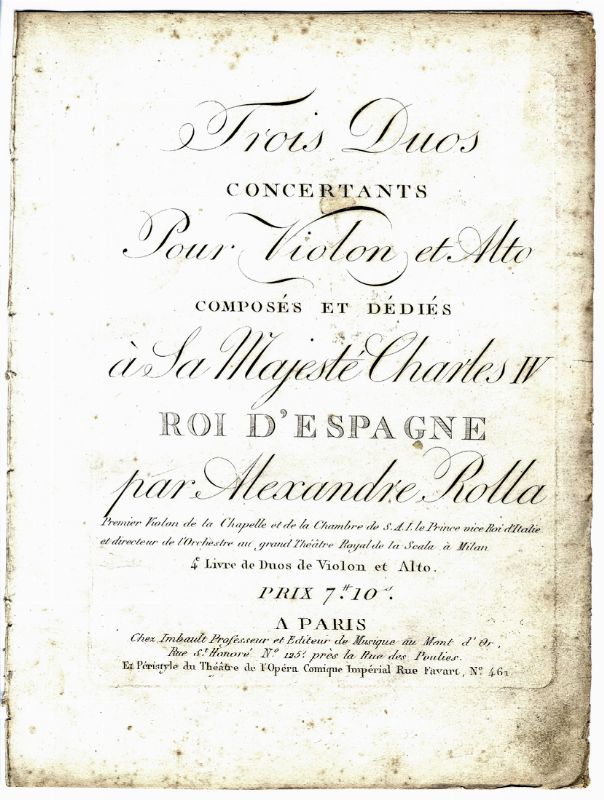 Trois Duos
CONCERTANTS
Pour Violon et Alto
COMPOSÉS ET DÉDIÉS
à Sa Majesté Charles IV
ROI D'ESPAGNE
par Alexandre Rolla
Premier Violon de la Chapelle et de la Chambre de S. A. I. le Prince vice Roi d'Italie
et directeur de l'Orchestre au grand Théâtre Royal de la Scala à Milan
4.e Livre de Duos de Violon et Alto.
PRIX 7.tt 10.s
A PARIS
Chez Imbault Professeur et Editeur de Musique au Mont d'Or,
Rue S.t Honoré N.o 125. près la Rue des Poulies.
Et Péristyle du Théâtre de l'Opéra Comique Impérial Rue Favart, N.o 461